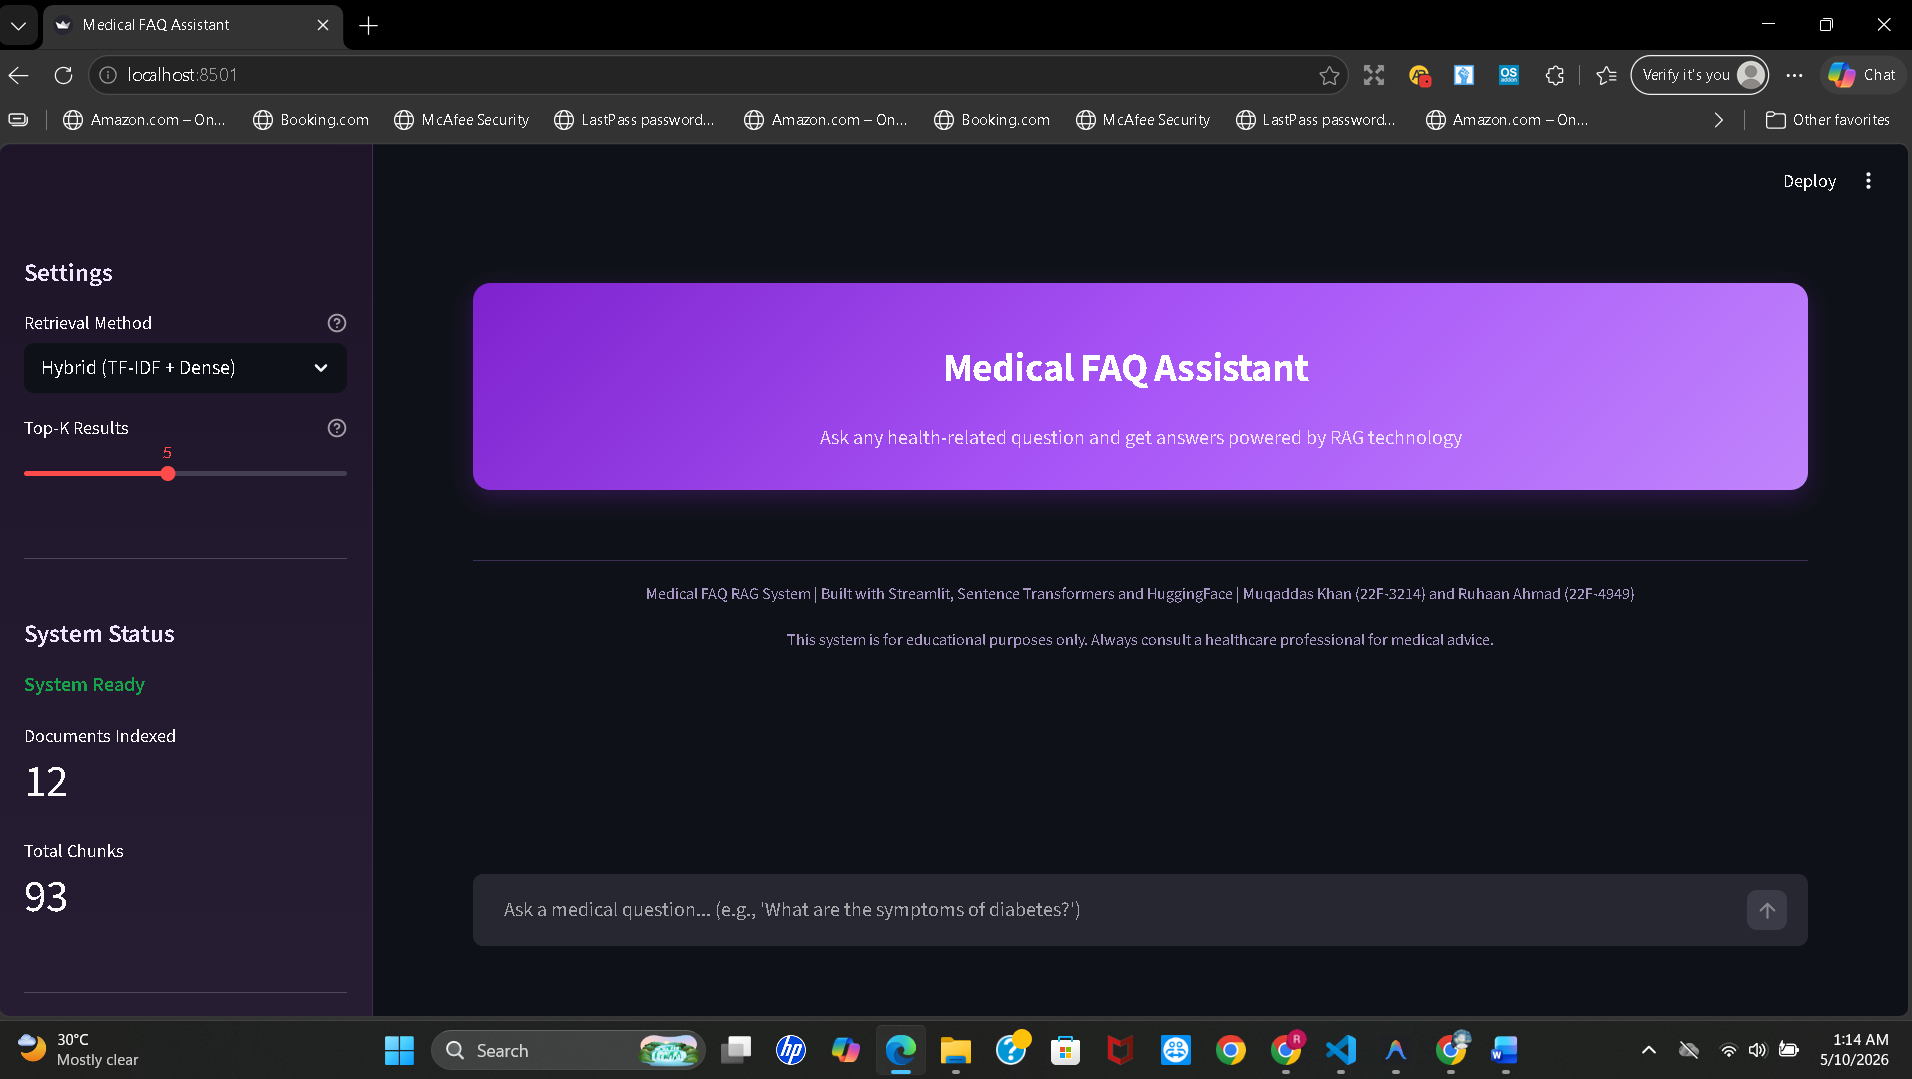 Medical FAQ Assistant
localhost:8501
Verify it's you
Chat
Amazon.com – On...
Booking.com
McAfee Security
LastPass password...
Amazon.com – On...
Booking.com
McAfee Security
LastPass password...
Amazon.com – On...
Other favorites
Deploy
Settings
Retrieval Method
Hybrid (TF-IDF + Dense)
Top-K Results
5
System Status
System Ready
Documents Indexed
12
Total Chunks
93
Medical FAQ Assistant
Ask any health-related question and get answers powered by RAG technology
Medical FAQ RAG System | Built with Streamlit, Sentence Transformers and HuggingFace | Muqaddas Khan (22F-3214) and Ruhaan Ahmad (22F-4949)
This system is for educational purposes only. Always consult a healthcare professional for medical advice.
Ask a medical question... (e.g., 'What are the symptoms of diabetes?')
30°C
Mostly clear
Search
1:14 AM
5/10/2026